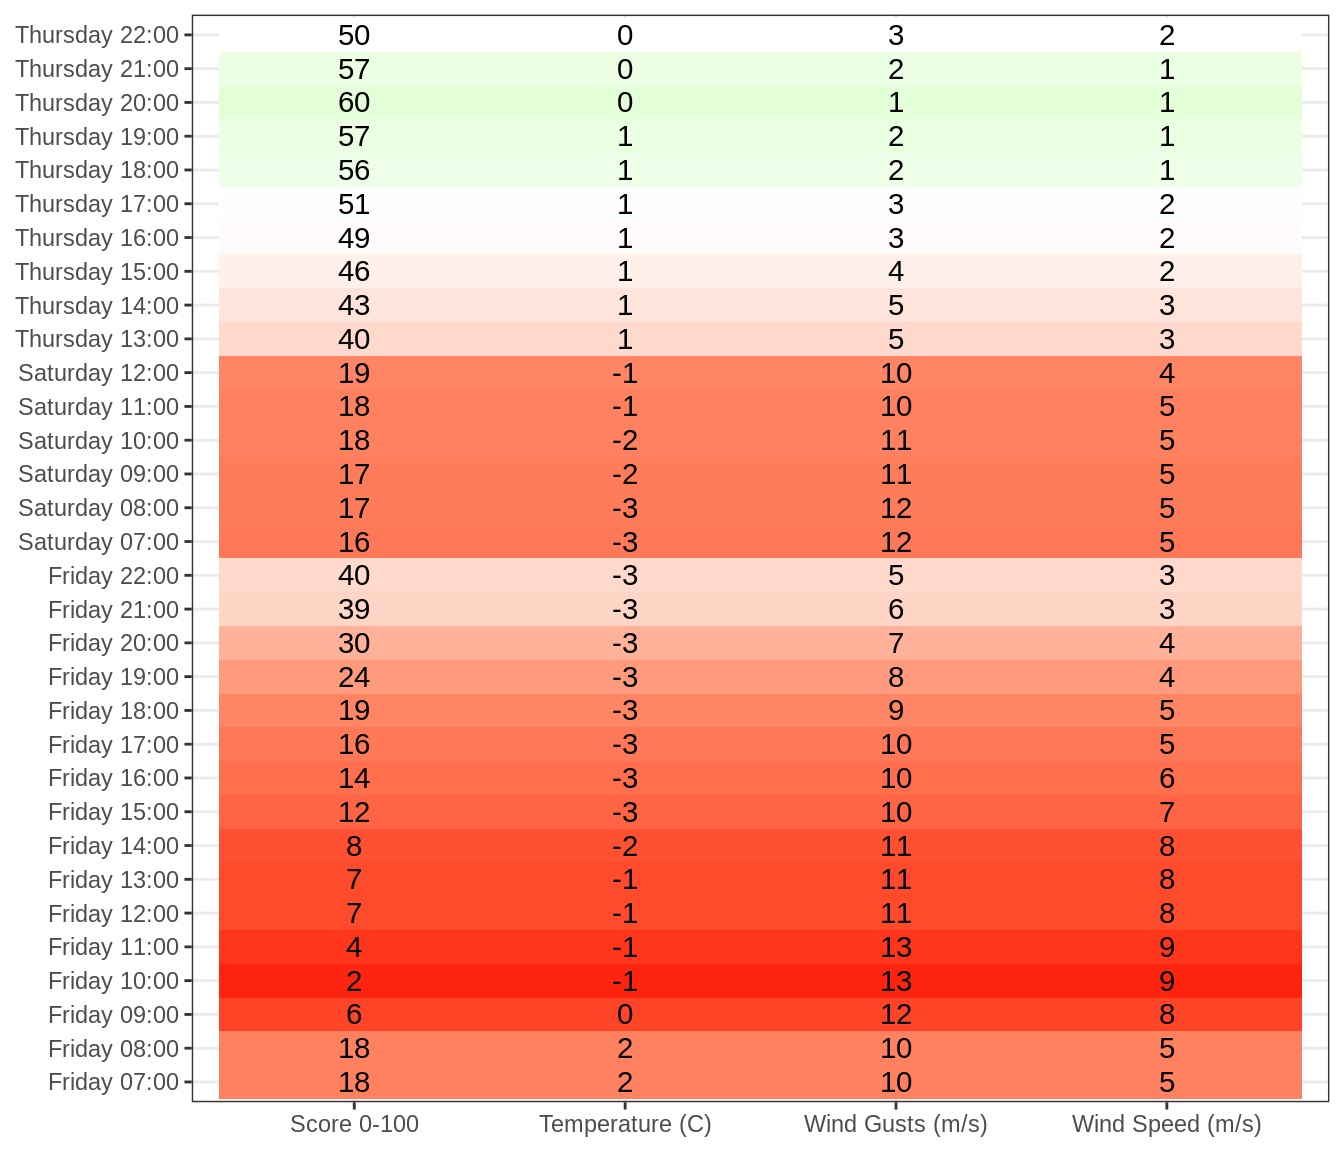 Thursday 22:00 50 0 3 2
Thursday 21:00 57 0 2 1
Thursday 20:00 60 0 1 1
Thursday 19:00 57 1 2 1
Thursday 18:00 56 1 2 1
Thursday 17:00 51 1 3 2
Thursday 16:00 49 1 3 2
Thursday 15:00 46 1 4 2
Thursday 14:00 43 1 5 3
Thursday 13:00 40 1 5 3
Saturday 12:00 19 -1 10 4
Saturday 11:00 18 -1 10 5
Saturday 10:00 18 -2 11 5
Saturday 09:00 17 -2 11 5
Saturday 08:00 17 -3 12 5
Saturday 07:00 16 -3 12 5
Friday 22:00 40 -3 5 3
Friday 21:00 39 -3 6 3
Friday 20:00 30 -3 7 4
Friday 19:00 24 -3 8 4
Friday 18:00 19 -3 9 5
Friday 17:00 16 -3 10 5
Friday 16:00 14 -3 10 6
Friday 15:00 12 -3 10 7
Friday 14:00 8 -2 11 8
Friday 13:00 7 -1 11 8
Friday 12:00 7 -1 11 8
Friday 11:00 4 -1 13 9
Friday 10:00 2 -1 13 9
Friday 09:00 6 0 12 8
Friday 08:00 18 2 10 5
Friday 07:00 18 2 10 5
Score 0-100 Temperature (C) Wind Gusts (m/s) Wind Speed (m/s)